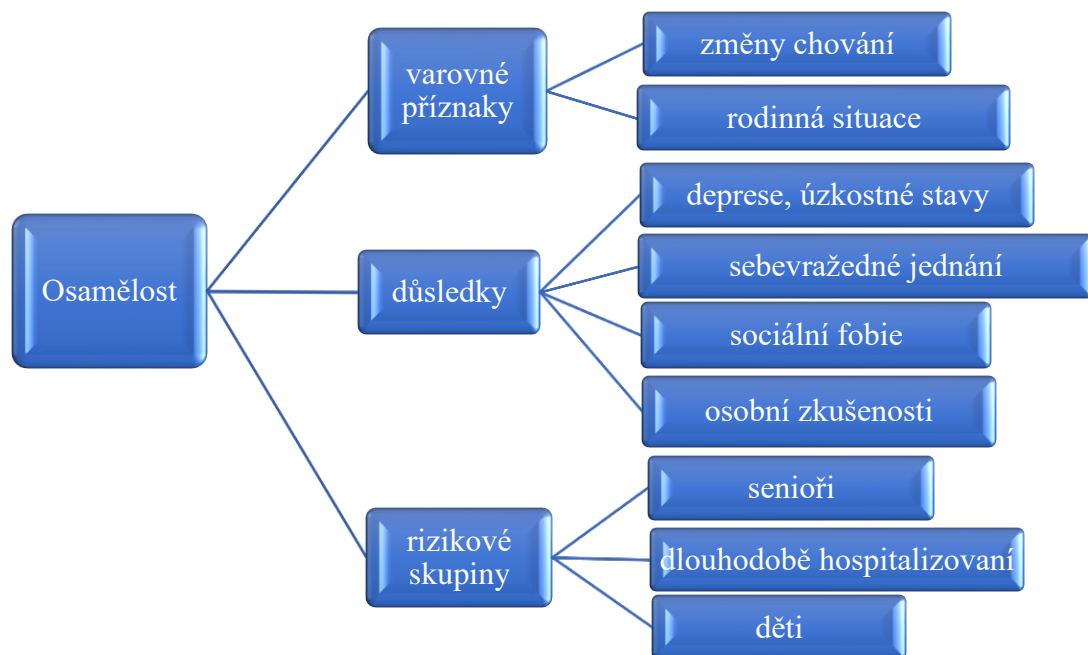 Osamělost
varovné
příznaky
změny chování
rodinná situace
důsledky
deprese, úzkostné stavy
sebevražedné jednání
sociální fobie
osobní zkušenosti
rizikové
skupiny
senioři
dlouhodobě hospitalizovaní
děti